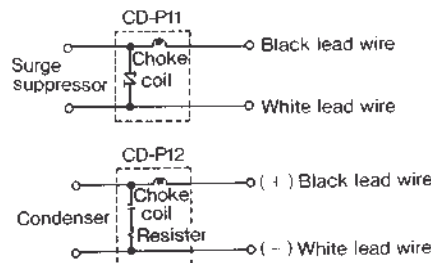 CD-P11
Black lead wire
Choke
Surge
suppressor
coil
White lead wire
CD-P12
(+) Black lead wire
Choke
Condenser
coil
Resister
(-) White lead wire